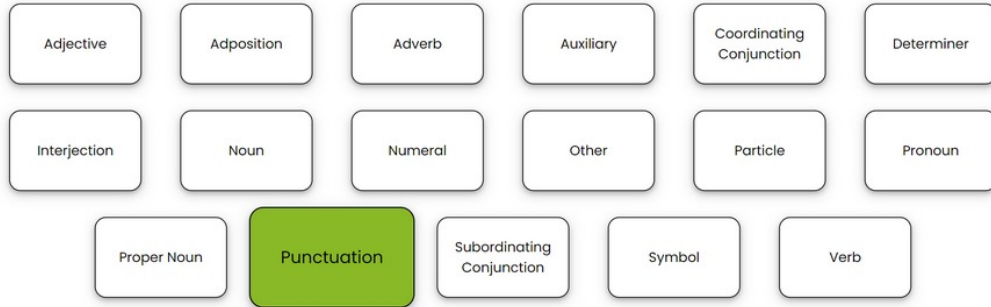 Adjective
Adposition
Adverb
Auxiliary
Coordinating
Conjunction
Determiner
Interjection
Noun
Numeral
Other
Particle
Pronoun
Proper Noun
Punctuation
Subordinating
Conjunction
Symbol
Verb